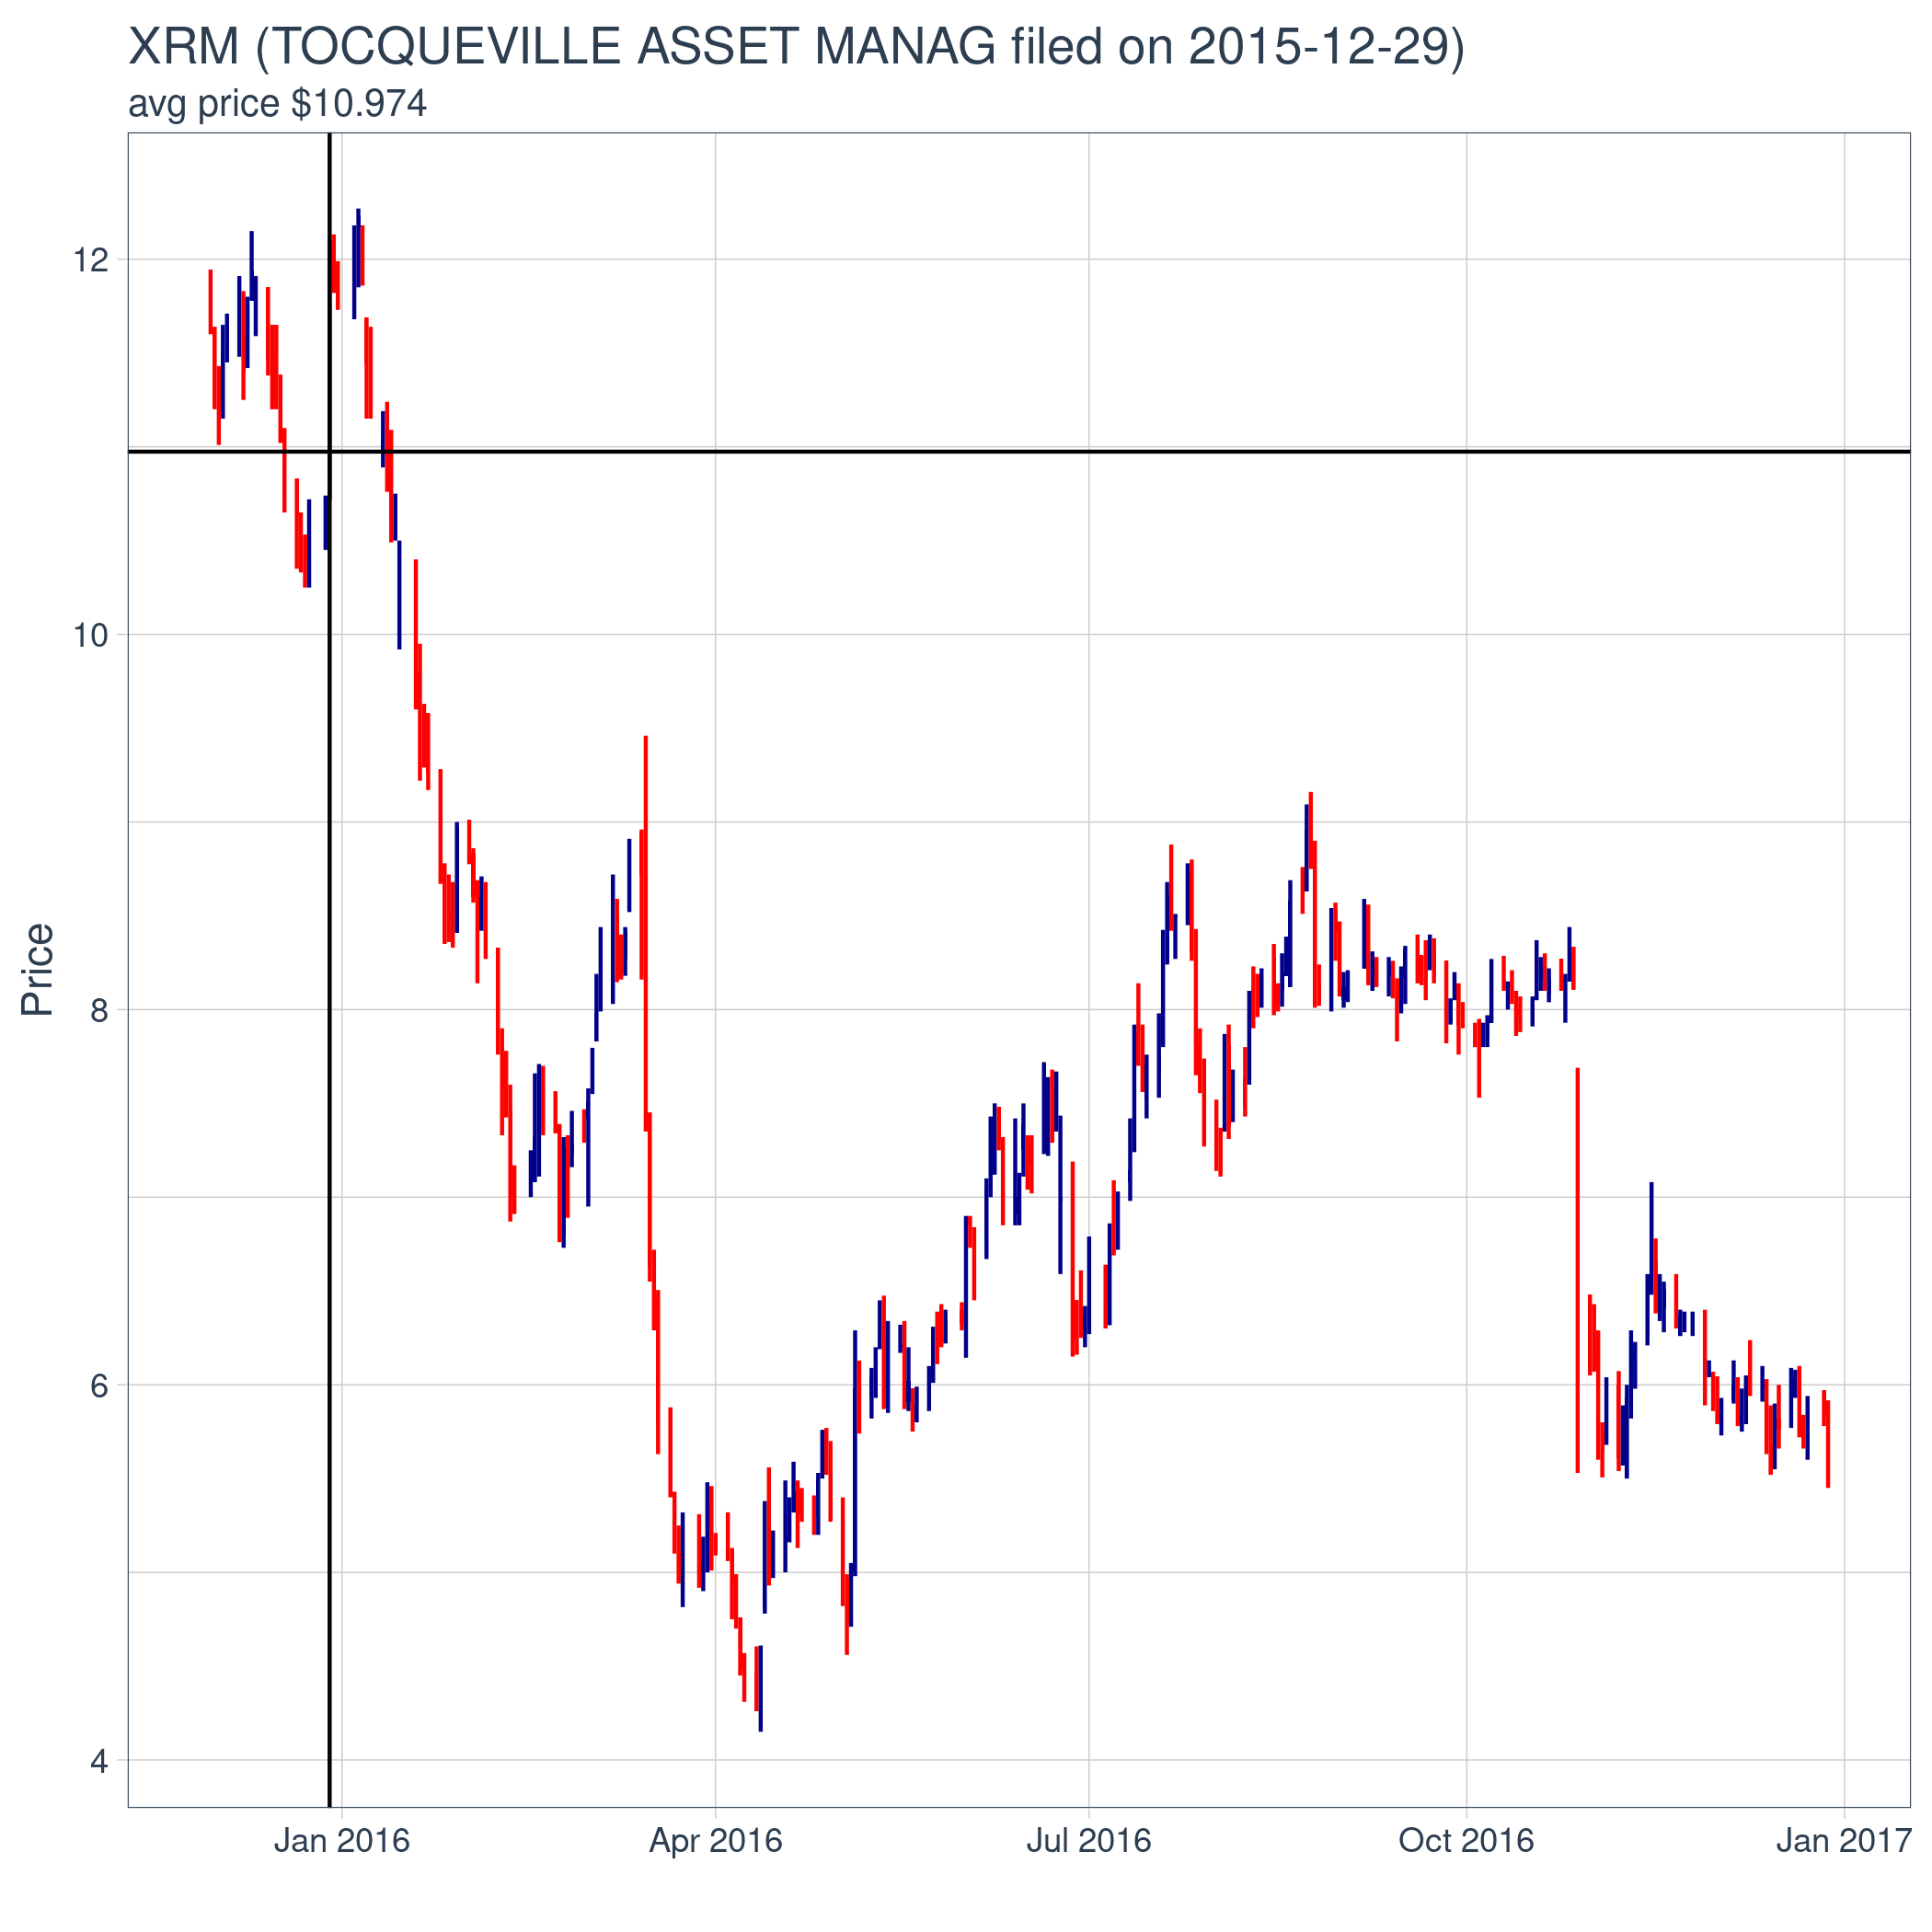 XRM (TOCQUEVILLE ASSET MANAG filed on 2015-12-29)
avg price $10.974
12
10
8
6
4
Price
Jan 2016
Apr 2016
Jul 2016
Oct 2016
Jan 2017